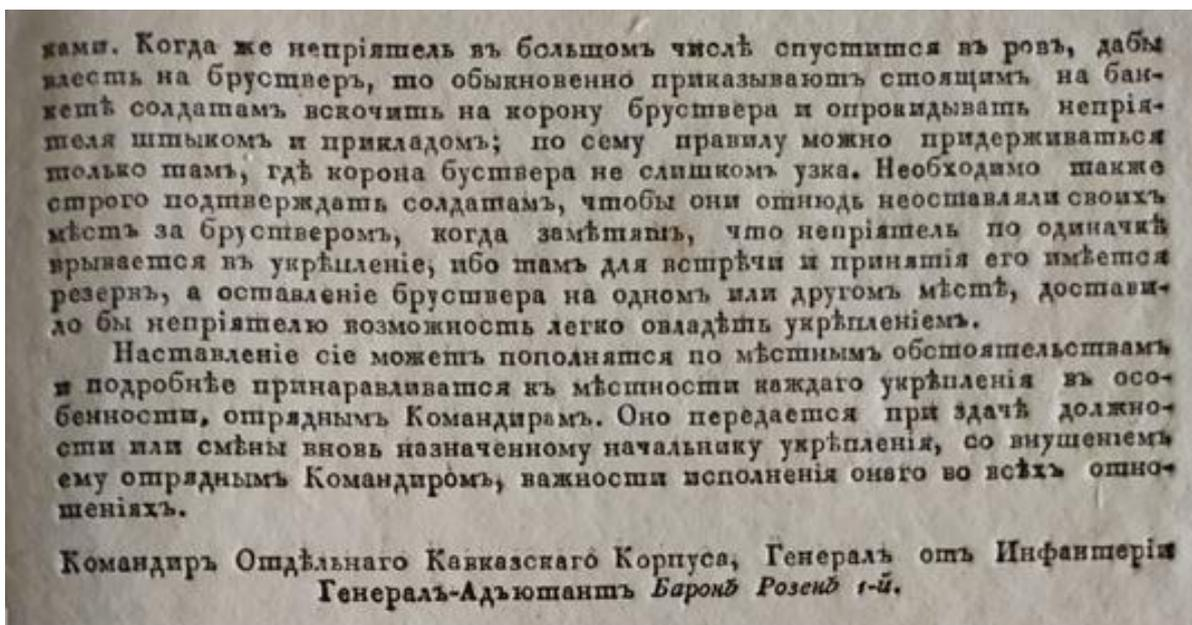 ками. Когда же непріятель въ большомъ числѣ спустится въ ровъ, дабы
влесть на брустверъ, то обыкновенно приказываютъ стоящимъ на бан-
кетѣ солдатамъ вскочить на корону бруствера и опрокидывать непрія-
теля штыкомъ и прикладомъ; по сему правилу можно придерживаться
только тамъ, гдѣ корона буствера не слишкомъ узка. Необходимо также
строго подтверждать солдатамъ, чтобы они отнюдь неоставляли своихъ
мѣстъ за брустверомъ, когда замѣтятъ, что непріятель по одиначкѣ
врывается въ укрѣпленіе, ибо тамъ для встрѣчи и принятія его имѣется
резервъ, а оставленіе бруствера на одномъ или другомъ мѣстѣ, достави-
ло бы непріятелю возможность легко овладѣть укрѣпленіемъ.
Наставленіе сіе можетъ пополнятся по мѣстнымъ обстоятельствамъ
и подробнѣе принаравливатся къ мѣстности каждаго укрѣпленія въ осо-
бенности, отряднымъ Командирамъ. Оно передается при здачѣ должно-
сти или смѣны вновь назначенному начальнику укрѣпленія, со внушеніемъ
ему отряднымъ Командиромъ, важности исполненія онаго во всѣхъ отно-
шеніяхъ.
Командиръ Отдѣльнаго Кавказскаго Корпуса, Генералъ отъ Инфантеріи
Генералъ-Адъютантъ Баронъ Розенъ 1-й.